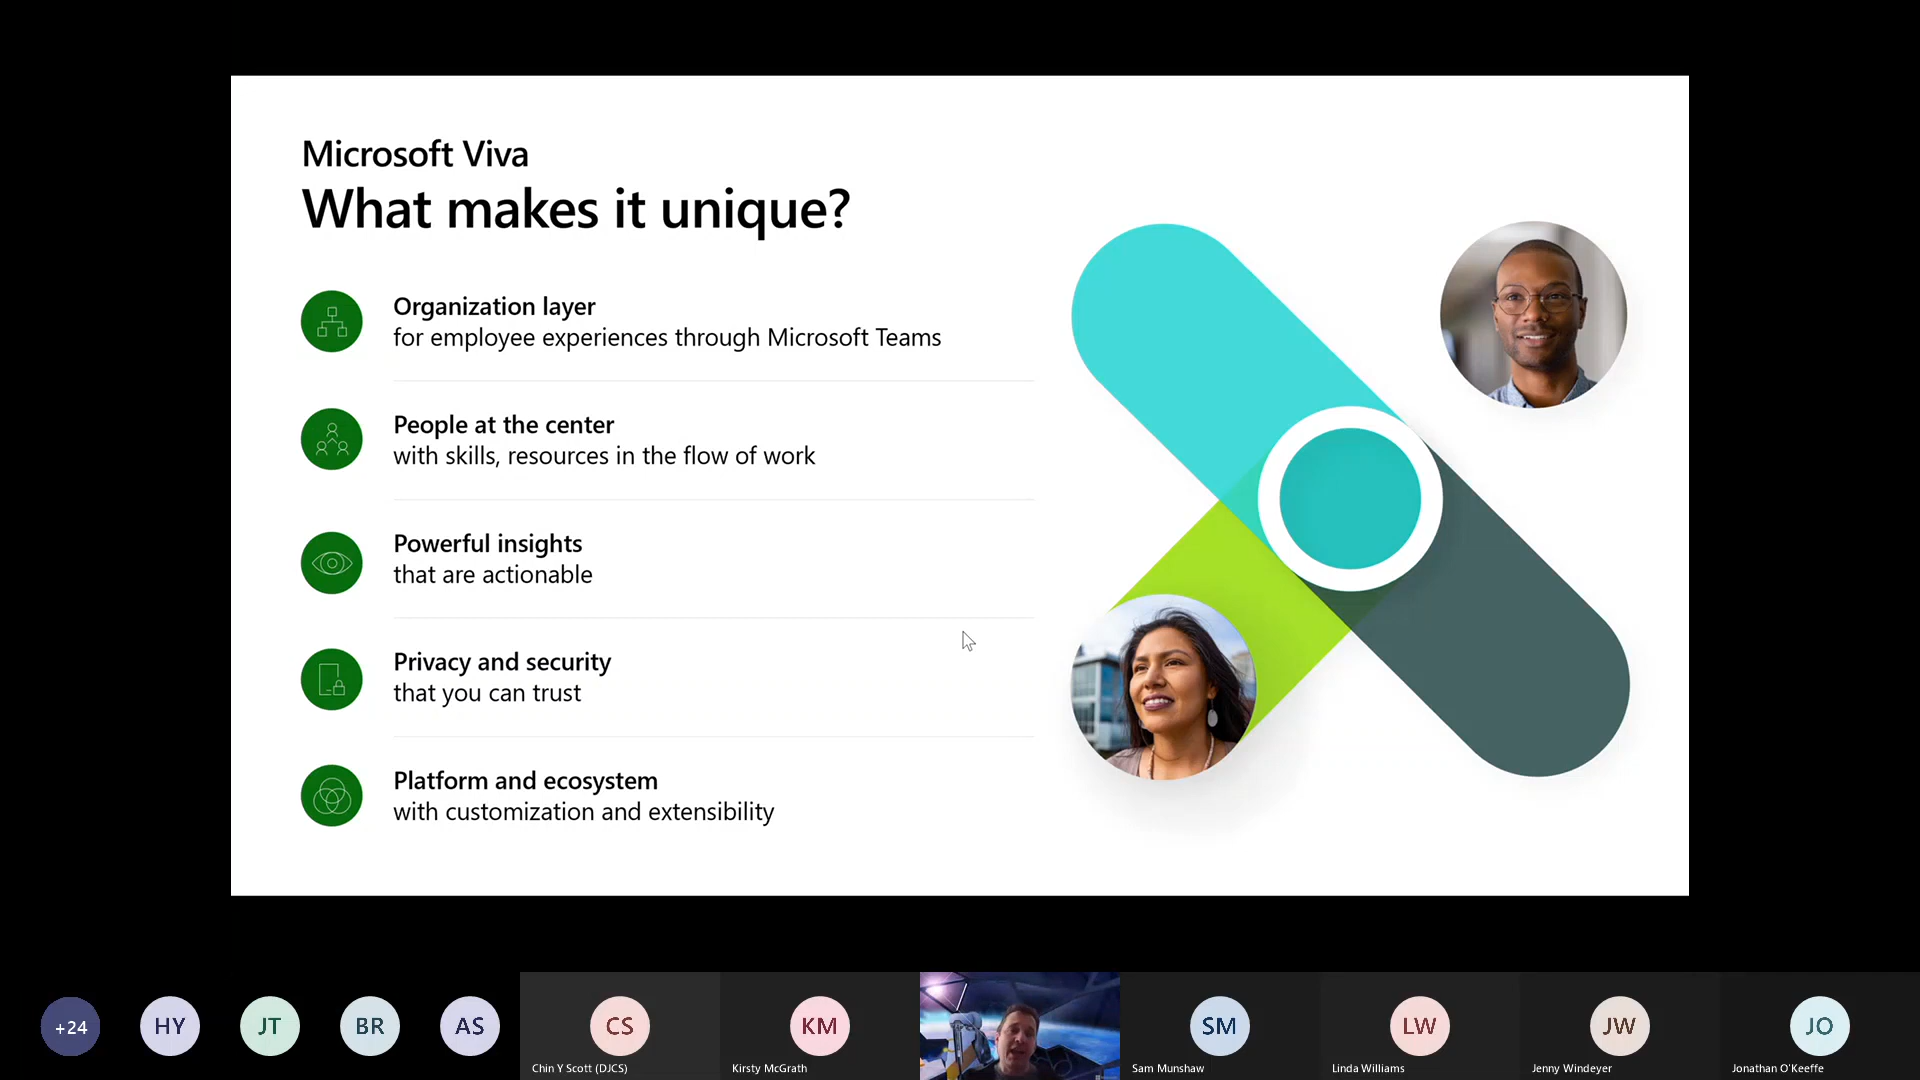 Microsoft Viva
What makes it unique?
Organization layer
for employee experiences through Microsoft Teams
People at the center
with skills, resources in the flow of work
Powerful insights
that are actionable
Privacy and security
that you can trust
Platform and ecosystem
with customization and extensibility
+24
HY
JT
BR
AS
CS
KM
SM
LW
JW
JO
Chin Y Scott (DJCS)
Kirsty McGrath
Sam Munshaw
Linda Williams
Jenny Windeyer
Jonathan O'Keeffe